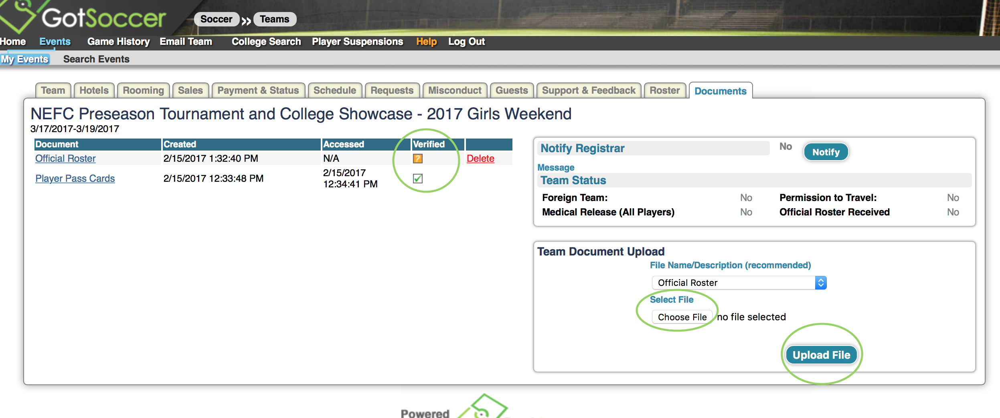 GotSoccer
Soccer >> Teams
Home Events Game History Email Team College Search Player Suspensions Help Log Out
My Events Search Events
Team Hotels Rooming Sales Payment & Status Schedule Requests Misconduct Guests Support & Feedback Roster Documents
NEFC Preseason Tournament and College Showcase - 2017 Girls Weekend
3/17/2017-3/19/2017
Document Created Accessed Verified
Official Roster 2/15/2017 1:32:40 PM N/A ? Delete
Player Pass Cards 2/15/2017 12:33:48 PM 2/15/2017
12:34:41 PM
Notify Registrar No Notify
Message
Team Status
Foreign Team: No Permission to Travel: No
Medical Release (All Players) No Official Roster Received No
Team Document Upload
File Name/Description (recommended)
Official Roster
Select File
Choose File no file selected
Upload File
Powered